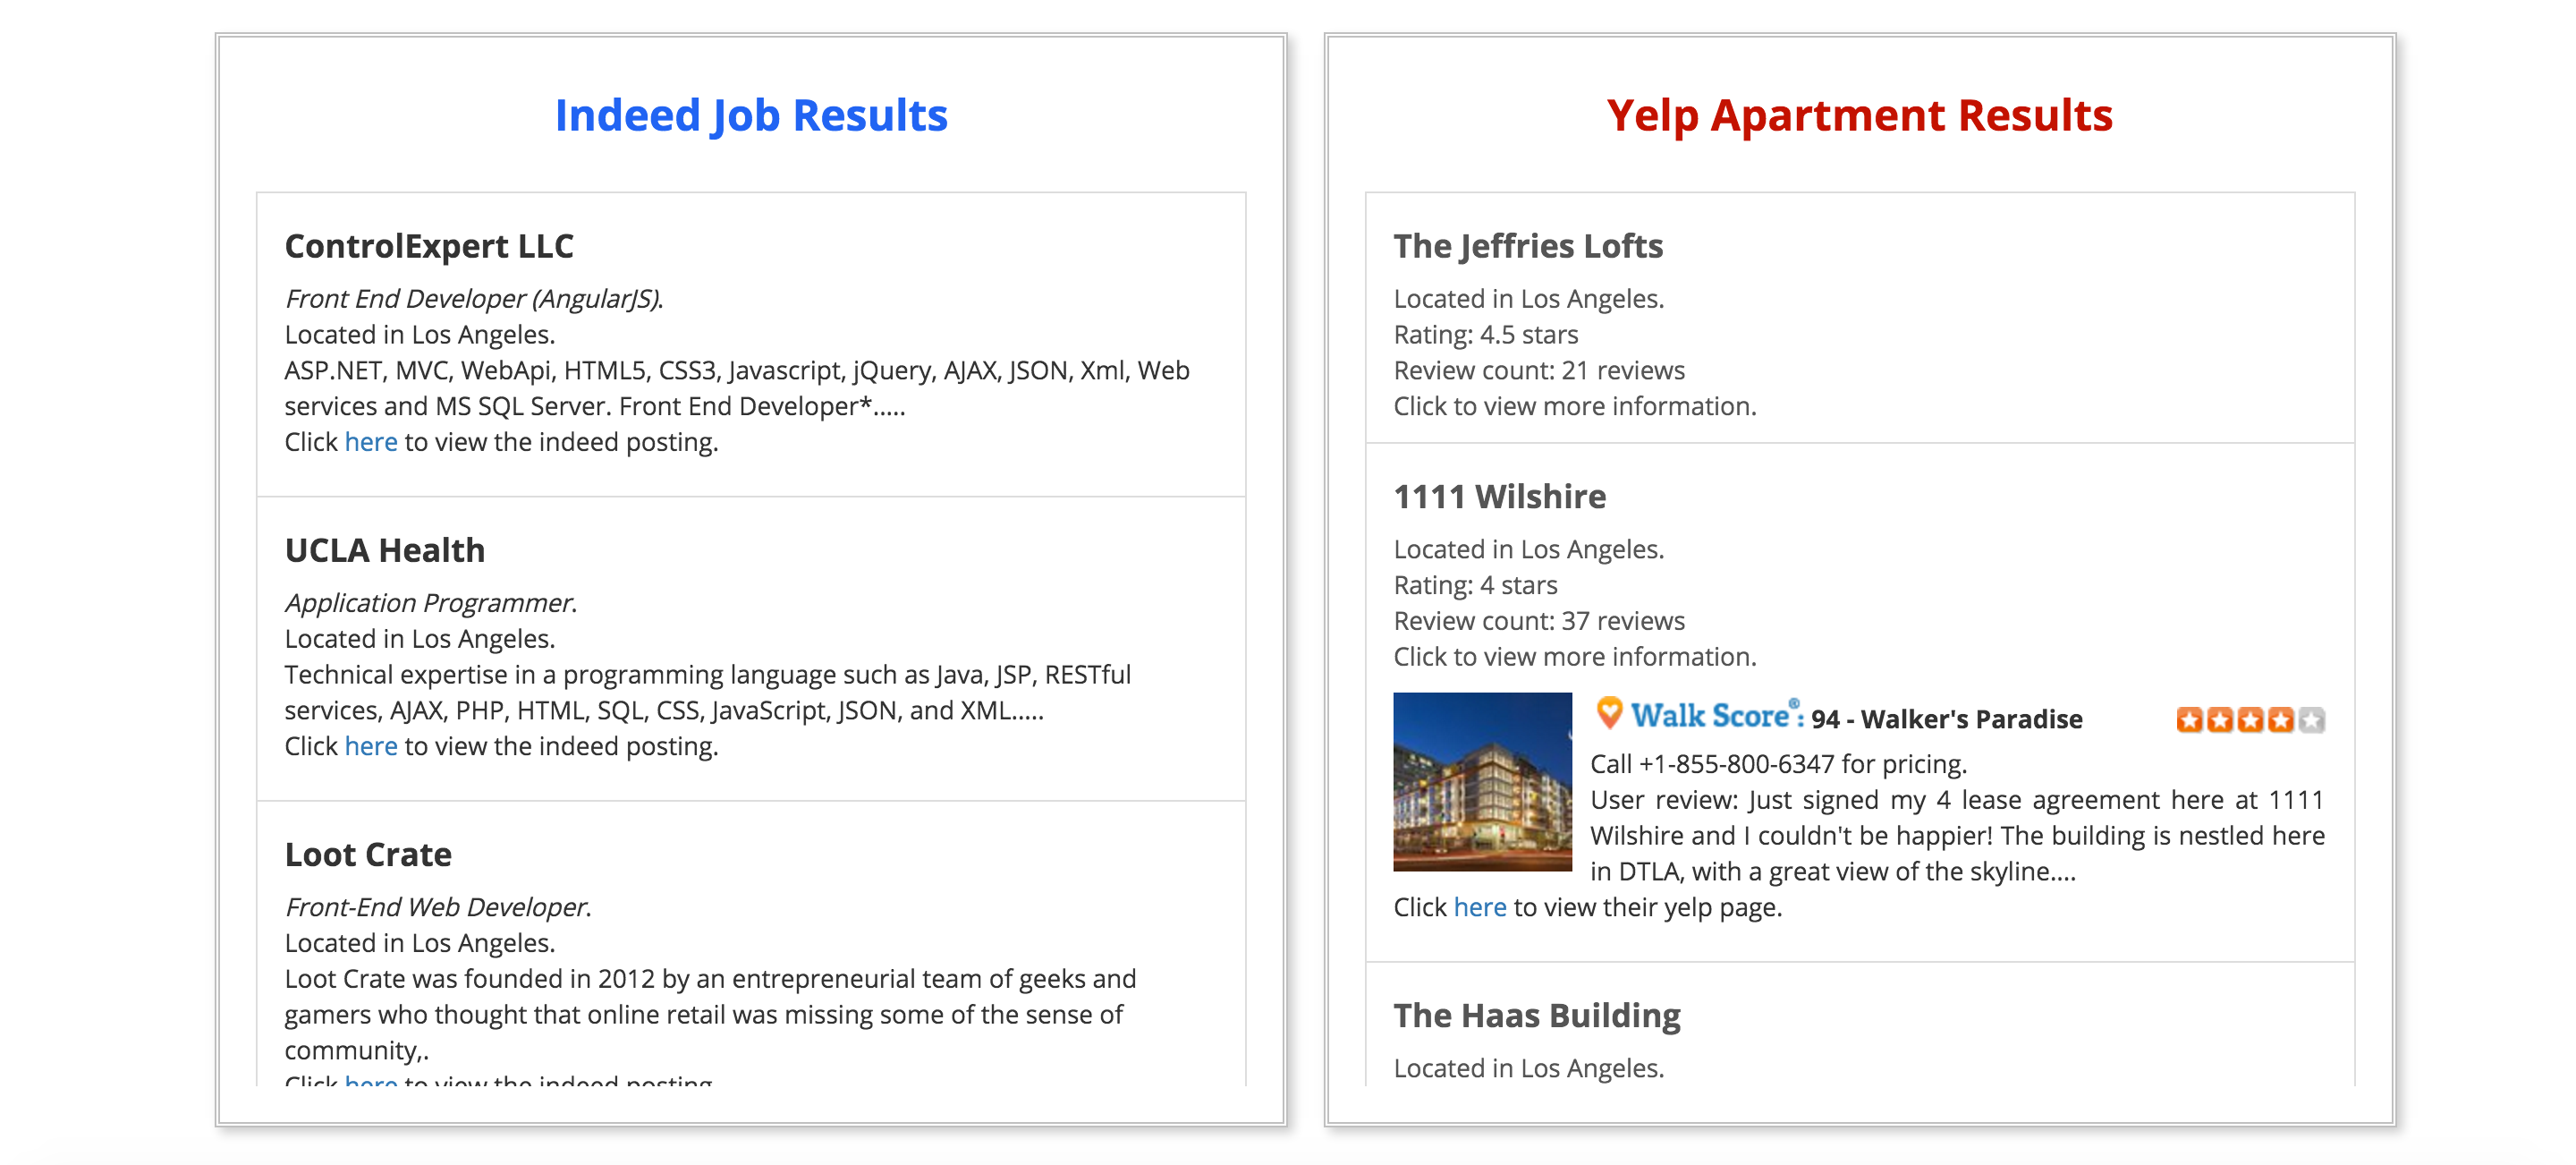 Indeed Job Results
ControlExpert LLC
Front End Developer (AngularJS).
Located in Los Angeles.
ASP.NET, MVC, WebApi, HTML5, CSS3, Javascript, jQuery, AJAX, JSON, Xml, Web
services and MS SQL Server. Front End Developer*.....
Click here to view the indeed posting.
UCLA Health
Application Programmer.
Located in Los Angeles.
Technical expertise in a programming language such as Java, JSP, RESTful
services, AJAX, PHP, HTML, SQL, CSS, JavaScript, JSON, and XML.....
Click here to view the indeed posting.
Loot Crate
Front-End Web Developer.
Located in Los Angeles.
Loot Crate was founded in 2012 by an entrepreneurial team of geeks and
gamers who thought that online retail was missing some of the sense of
community,.
Click here to view the indeed posting
Yelp Apartment Results
The Jeffries Lofts
Located in Los Angeles.
Rating: 4.5 stars
Review count: 21 reviews
Click to view more information.
1111 Wilshire
Located in Los Angeles.
Rating: 4 stars
Review count: 37 reviews
Click to view more information.
Walk Score®: 94 - Walker's Paradise
Call +1-855-800-6347 for pricing.
User review: Just signed my 4 lease agreement here at 1111
Wilshire and I couldn't be happier! The building is nestled here
in DTLA, with a great view of the skyline....
Click here to view their yelp page.
The Haas Building
Located in Los Angeles.